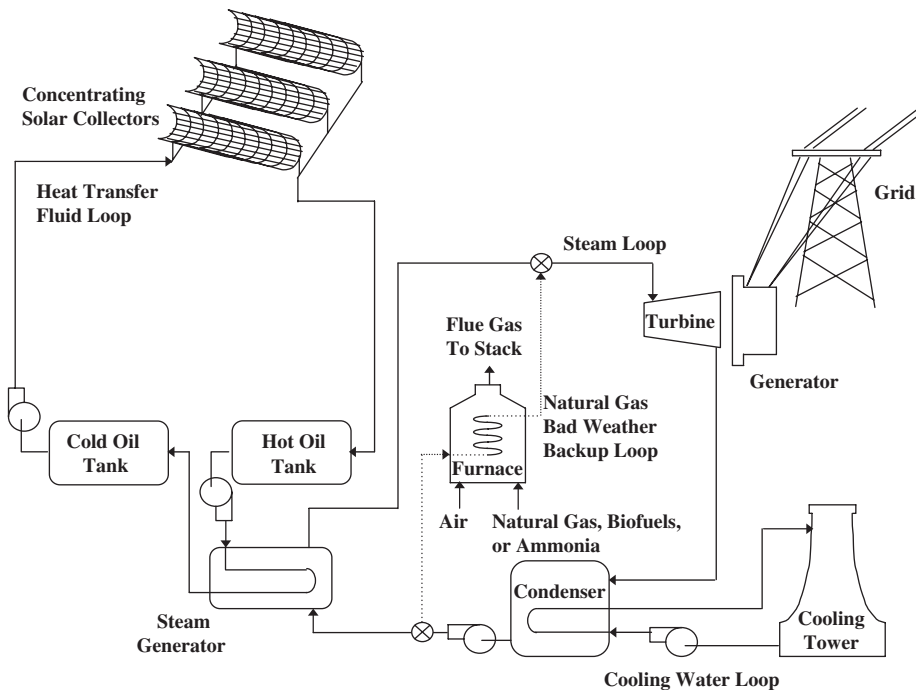 Concentrating
Solar Collectors
Heat Transfer
Fluid Loop
Grid
Steam Loop
Turbine
Generator
Flue Gas
To Stack
Natural Gas
Bad Weather
Backup Loop
Furnace
Cold Oil
Tank
Hot Oil
Tank
Air
Natural Gas, Biofuels,
or Ammonia
Steam
Generator
Condenser
Cooling
Tower
Cooling Water Loop